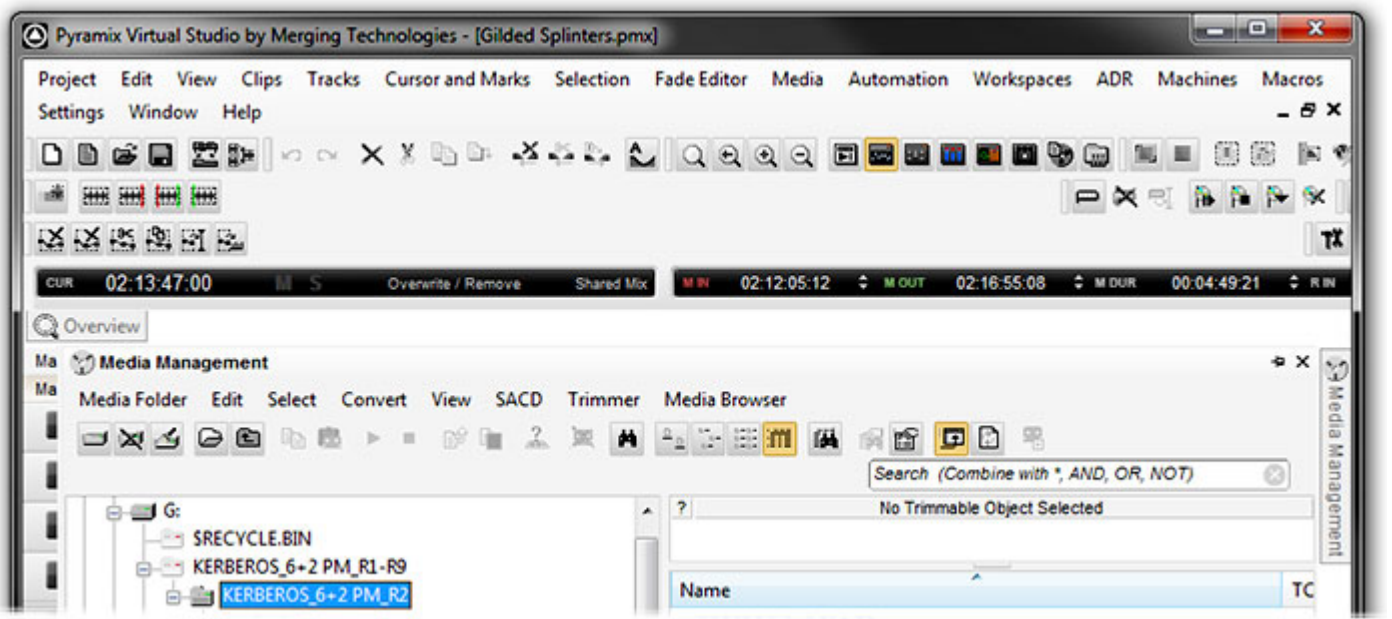 Pyramix Virtual Studio by Merging Technologies - [Gilded Splinters.pmx]
Project Edit View Clips Tracks Cursor and Marks Selection Fade Editor Media Automation Workspaces ADR Machines Macros
Settings Window Help
CUR 02:13:47:00 M S Overwrite / Remove Shared Mix M IN 02:12:05:12 M OUT 02:16:55:08 M DUR 00:04:49:21 R IN
Overview
Ma Media Management
Ma Media Folder Edit Select Convert View SACD Trimmer Media Browser
Media Management
Search (Combine with *, AND, OR, NOT)
G: ? No Trimmable Object Selected
$RECYCLE.BIN
KERBEROS_6+2 PM_R1-R9
KERBEROS_6+2 PM_R2 Name TC